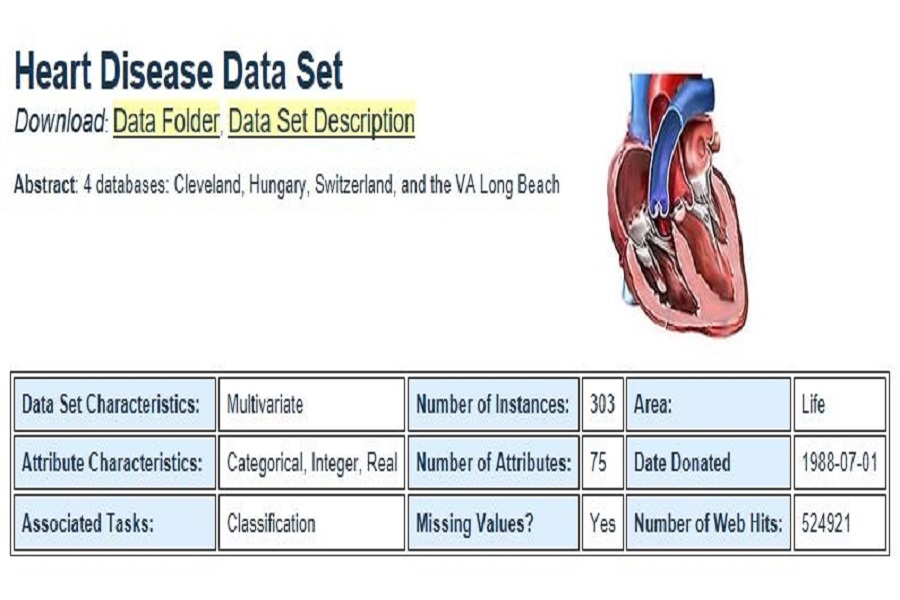 Heart Disease Data Set
Download: Data Folder, Data Set Description
Abstract: 4 databases: Cleveland, Hungary, Switzerland, and the VA Long Beach
Data Set Characteristics: Multivariate Number of Instances: 303 Area: Life
Attribute Characteristics: Categorical, Integer, Real Number of Attributes: 75 Date Donated 1988-07-01
Associated Tasks: Classification Missing Values? Yes Number of Web Hits: 524921